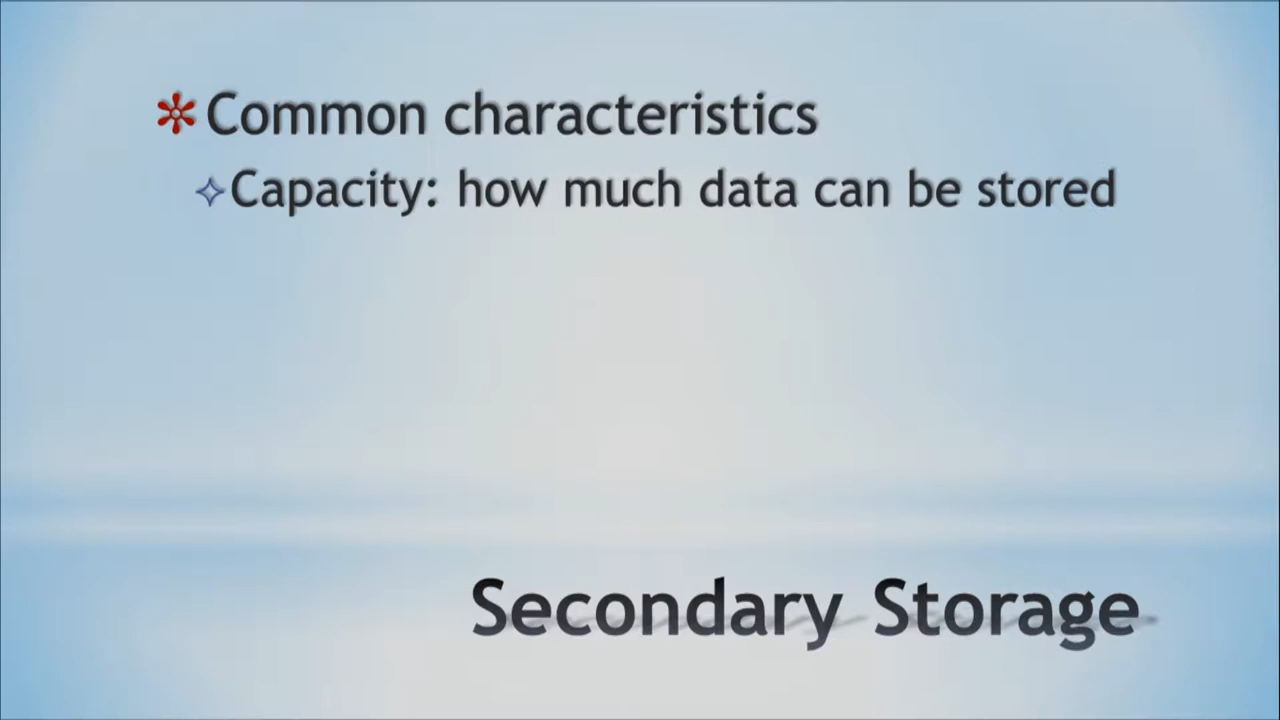 Common characteristics
Capacity: how much data can be stored
Secondary Storage